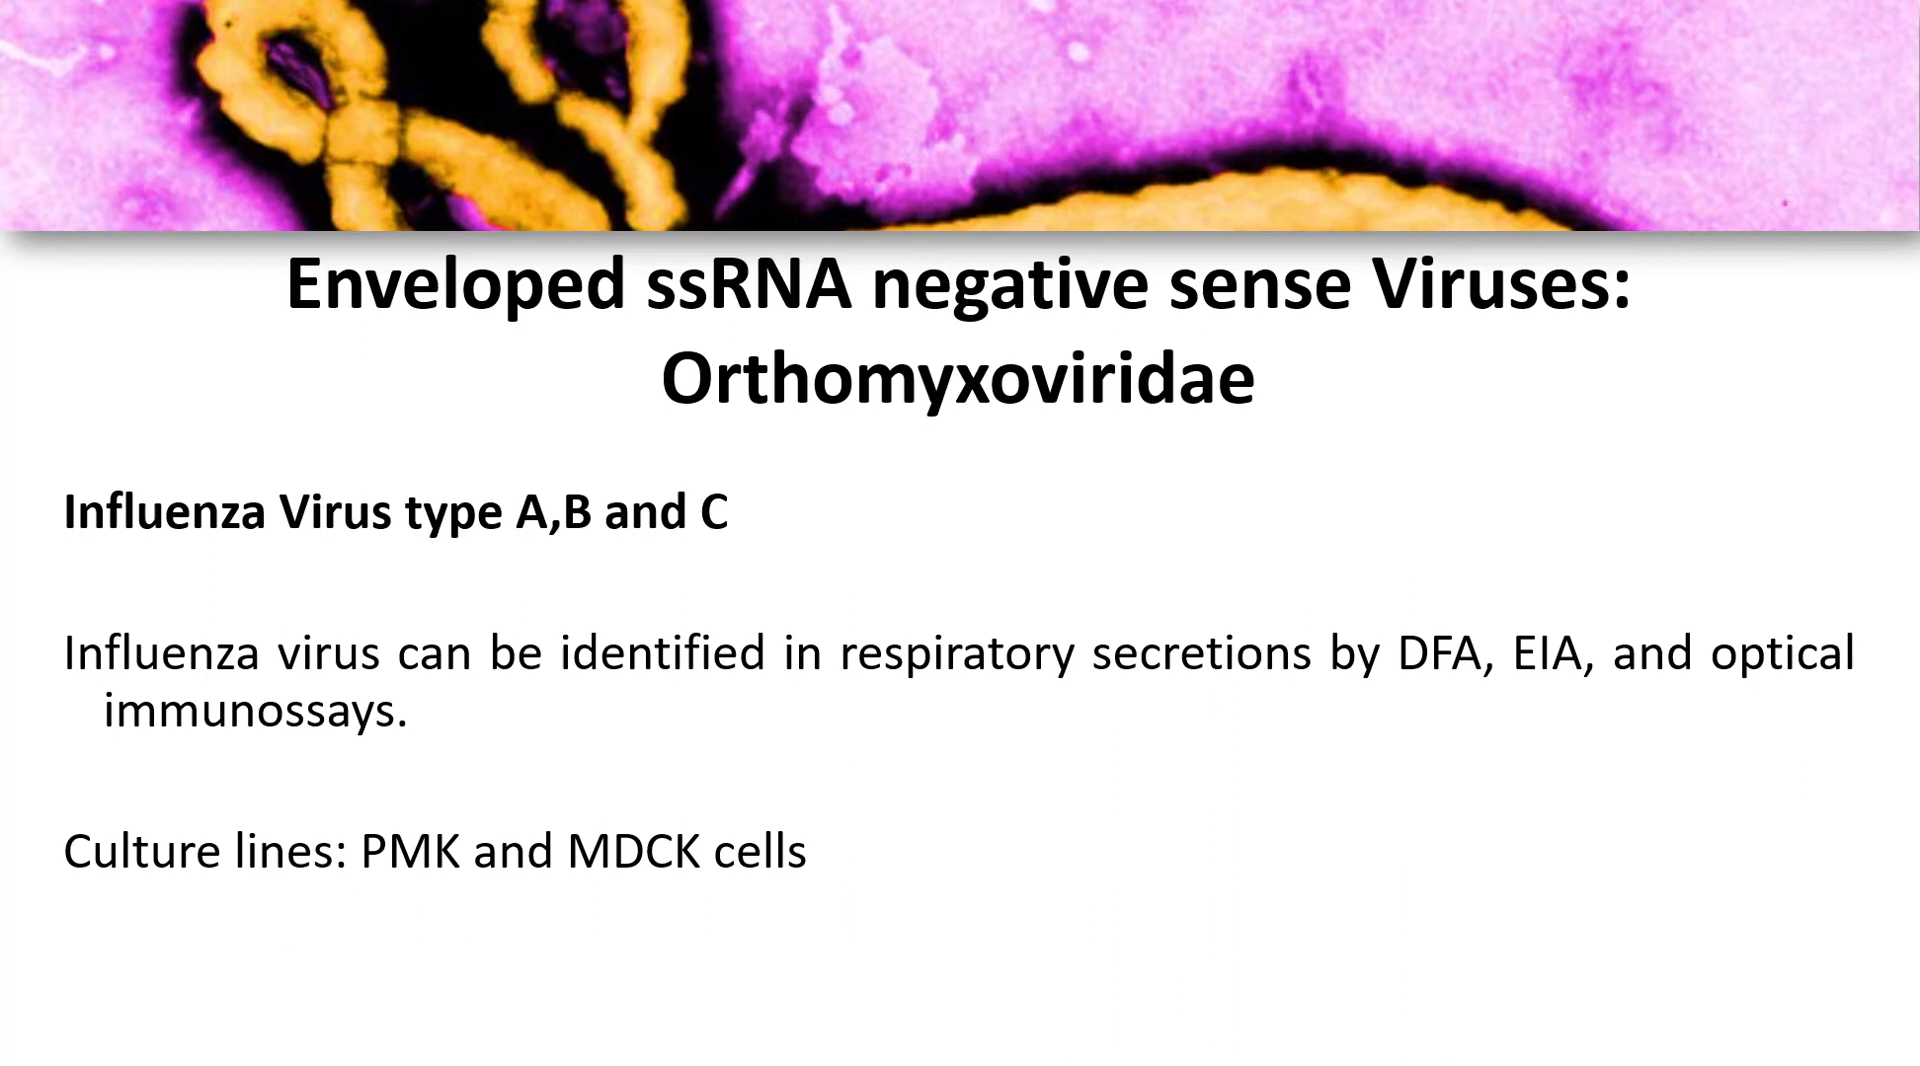 Enveloped ssRNA negative sense Viruses:
Orthomyxoviridae
Influenza Virus type A,B and C
Influenza virus can be identified in respiratory secretions by DFA, EIA, and optical
immunossays.
Culture lines: PMK and MDCK cells